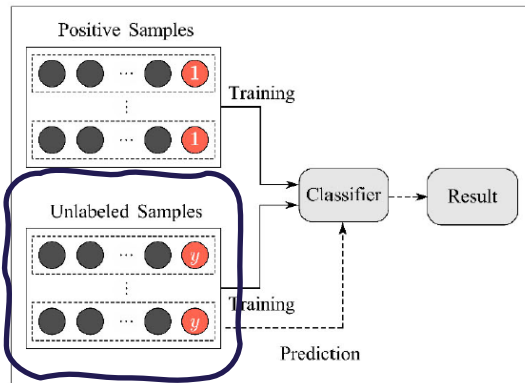 Positive Samples
... 1
⋮
... 1
Training
Unlabeled Samples
... y
⋮
... y
Training
Classifier
Result
Prediction